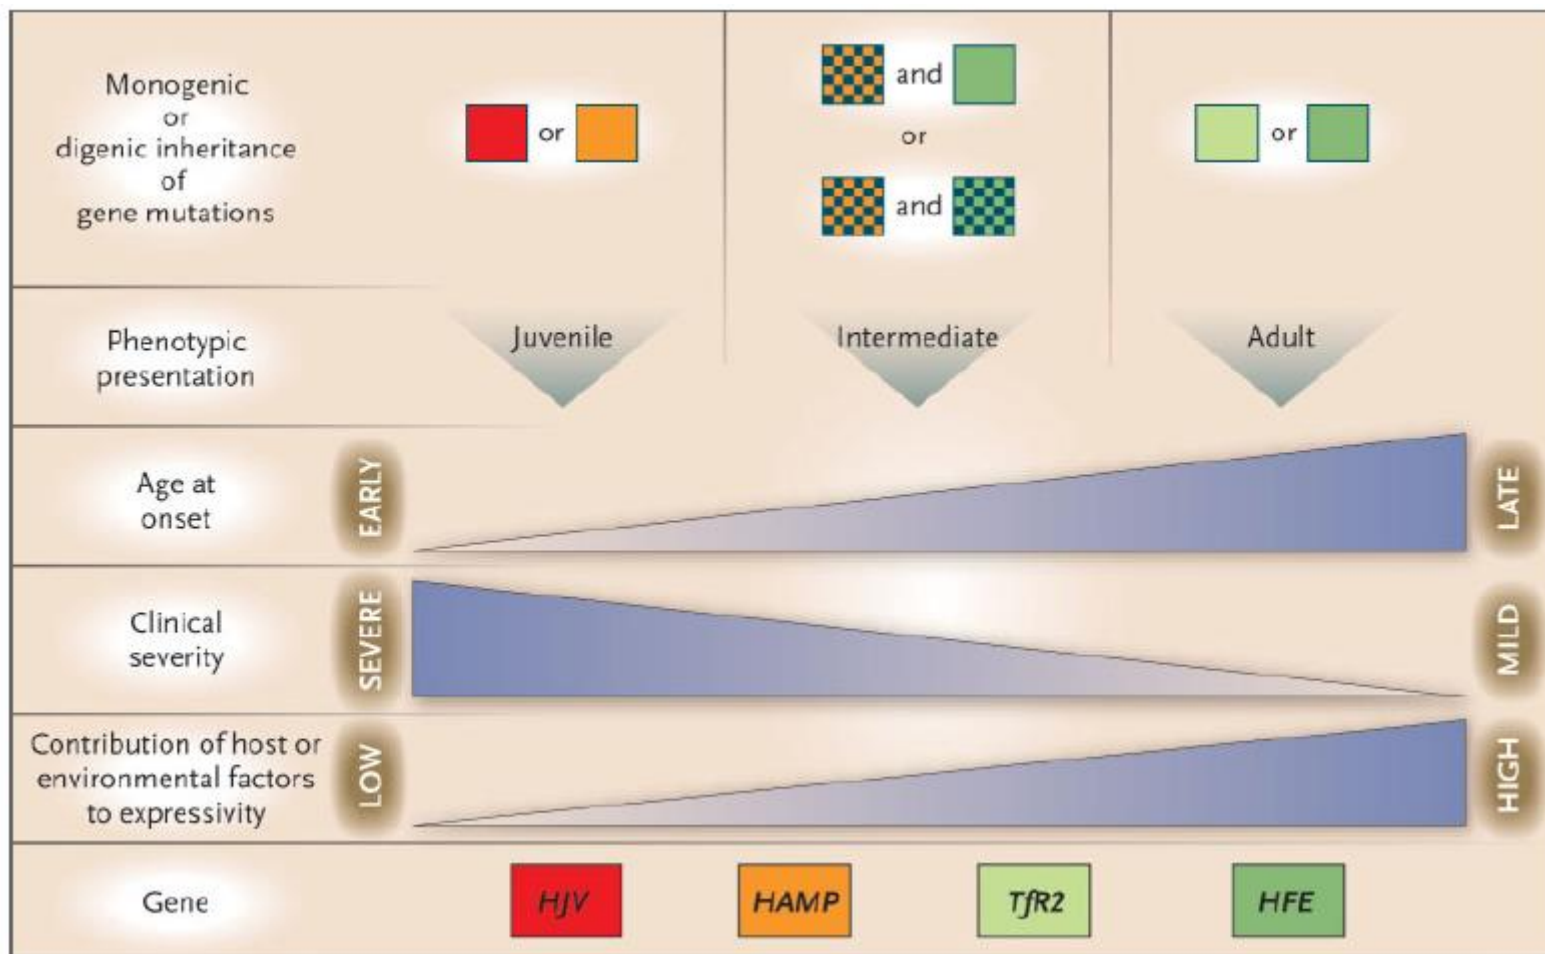 Monogenic
or
digenic inheritance
of
gene mutations
or
and
or
and
or
Phenotypic
presentation
Juvenile
Intermediate
Adult
Age at
onset
EARLY
LATE
Clinical
severity
SEVERE
MILD
Contribution of host or
environmental factors
to expressivity
LOW
HIGH
Gene
HJV
HAMP
TfR2
HFE